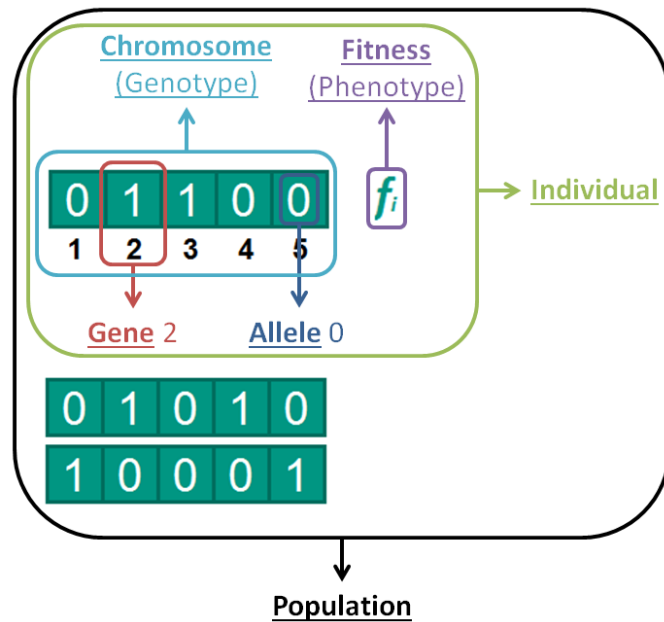 Chromosome
(Genotype)
Fitness
(Phenotype)
0 1 1 0 0
fi
Individual
1 2 3 4 5
Gene 2
Allele 0
0 1 0 1 0
1 0 0 0 1
Population